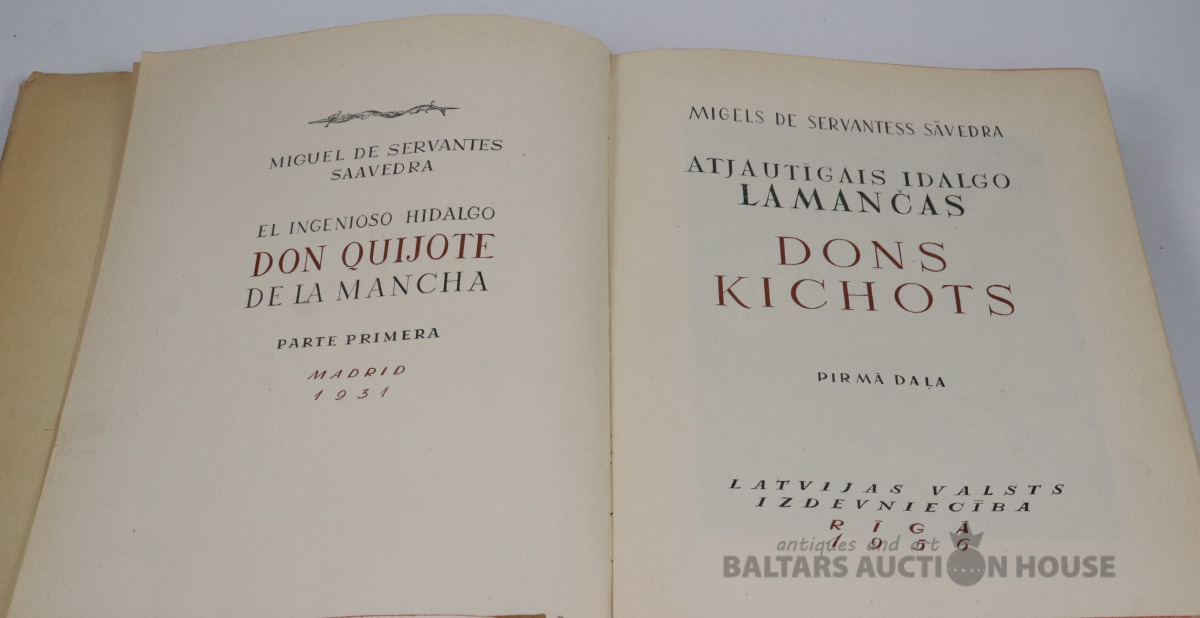 MIGUEL DE SERVANTES
SAAVEDRA
EL INGENIOSO HIDALGO
DON QUIJOTE
DE LA MANCHA
PARTE PRIMERA
MADRID
1931
MIGELS DE SERVANTESS SĀVEDRA
ATJAUTĪGAIS IDALGO
LAMANČAS
DONS
KICHOTS
PIRMĀ DAĻA
LATVIJAS VALSTS
IZDEVNIECĪBA
RĪGĀ
1956
antiques and art
BALTARS AUCTION HOUSE